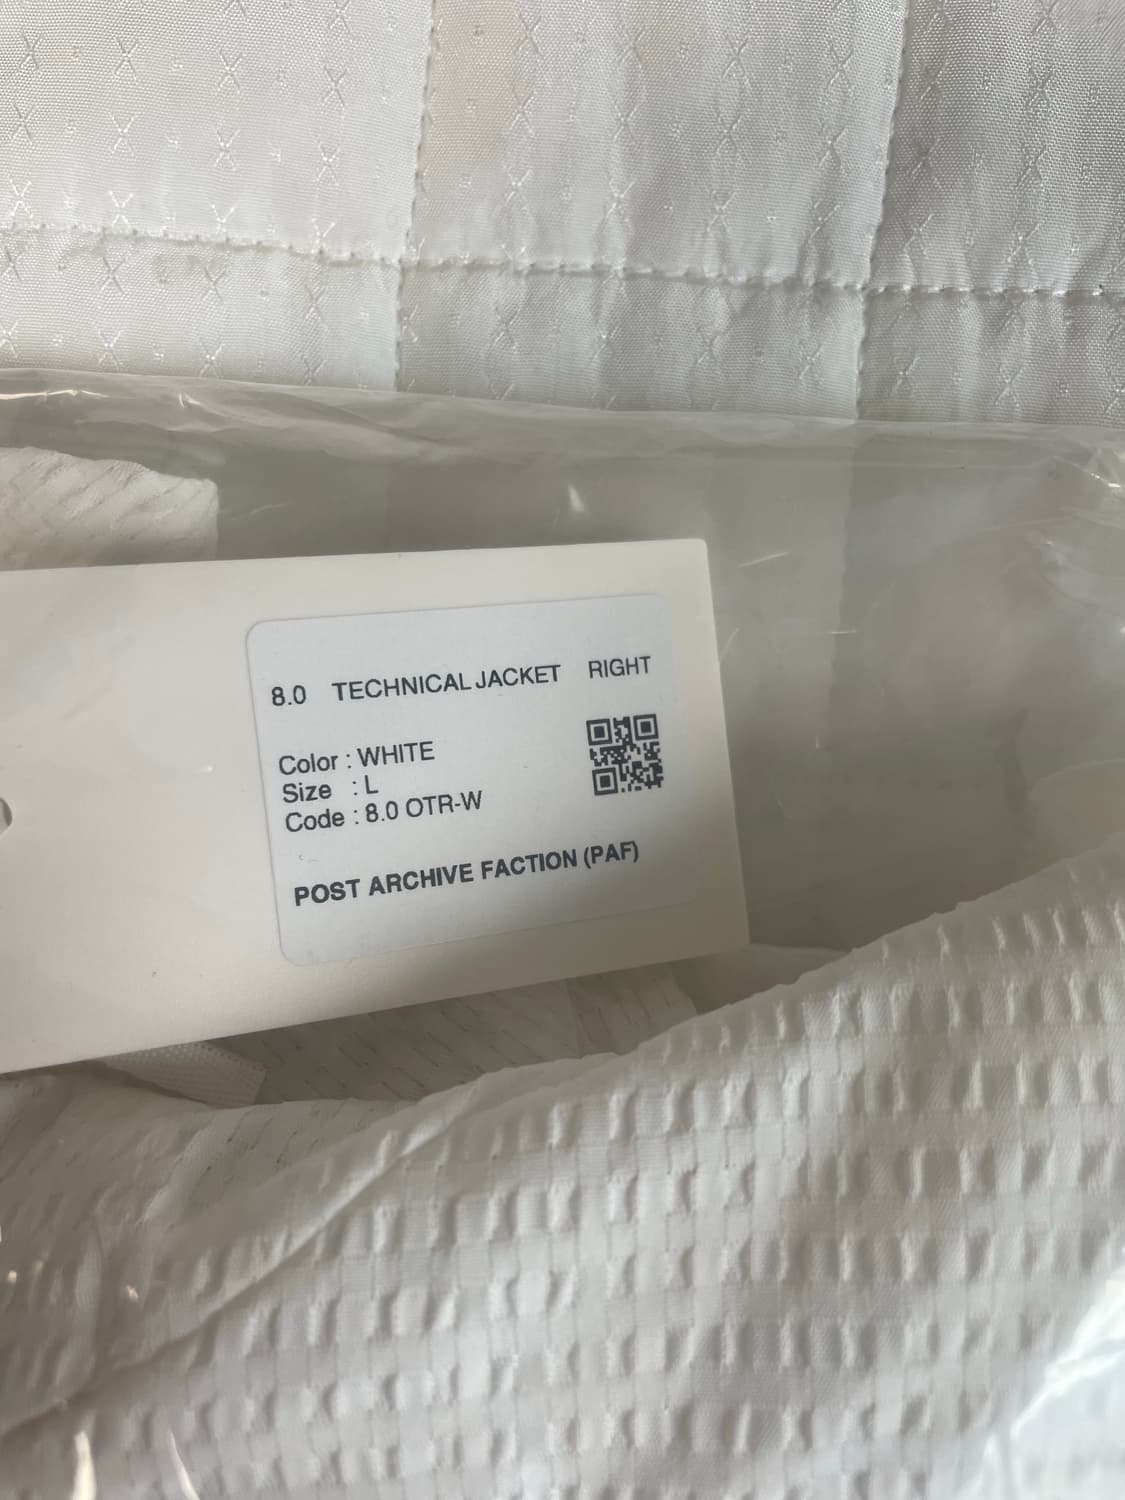 8.0 TECHNICAL JACKET RIGHT
Color : WHITE
Size : L
Code : 8.0 OTR-W
POST ARCHIVE FACTION (PAF)